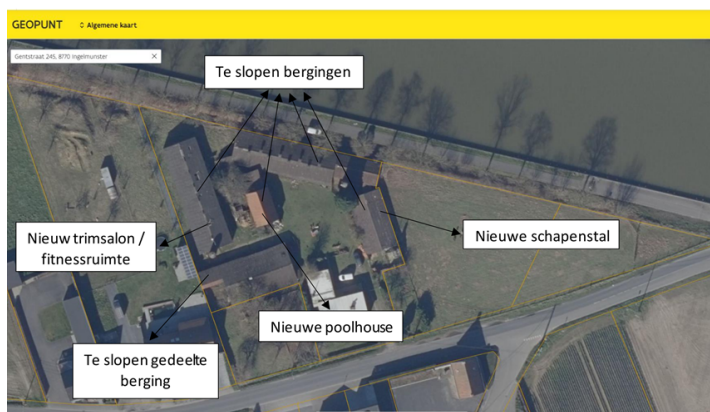 GEOPUNT
Algemene kaart
Gentstraat 245, 8770 Ingelmunster
Te slopen bergingen
Nieuw trimsalon /
fitnessruimte
Nieuwe schapenstal
Nieuwe poolhouse
Te slopen gedeelte
berging